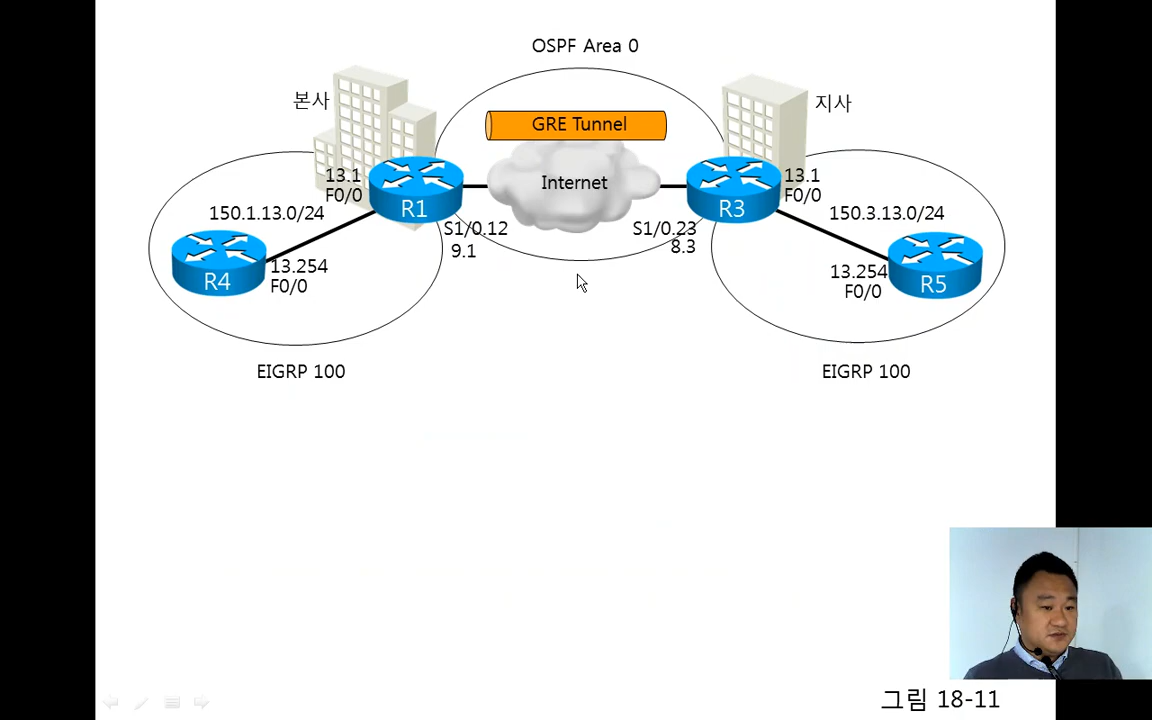 OSPF Area 0
본사
GRE Tunnel
지사
Internet
13.1
F0/0
R1
R3
13.1
F0/0
150.1.13.0/24
150.3.13.0/24
S1/0.12
9.1
S1/0.23
8.3
R4
13.254
F0/0
13.254
F0/0
R5
EIGRP 100
EIGRP 100
그림 18-11